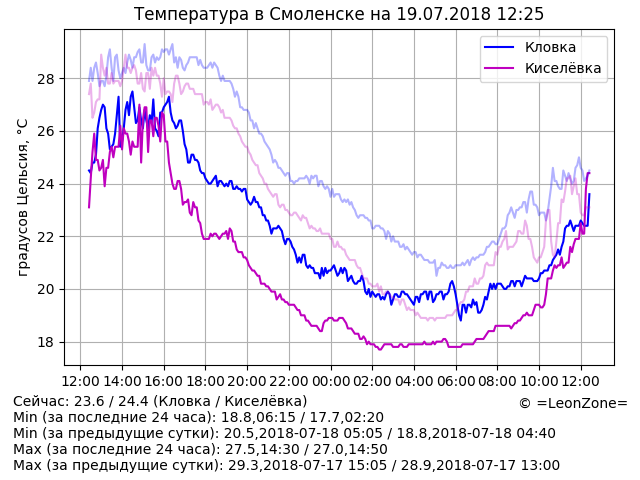 Температура в Смоленске на 19.07.2018 12:25
Кловка
Киселёвка
градусов Цельсия, °C
28
26
24
22
20
18
12:00 14:00 16:00 18:00 20:00 22:00 00:00 02:00 04:00 06:00 08:00 10:00 12:00
Сейчас: 23.6 / 24.4 (Кловка / Киселёвка)
© =LeonZone=
Min (за последние 24 часа): 18.8,06:15 / 17.7,02:20
Min (за предыдущие сутки): 20.5,2018-07-18 05:05 / 18.8,2018-07-18 04:40
Max (за последние 24 часа): 27.5,14:30 / 27.0,14:50
Max (за предыдущие сутки): 29.3,2018-07-17 15:05 / 28.9,2018-07-17 13:00